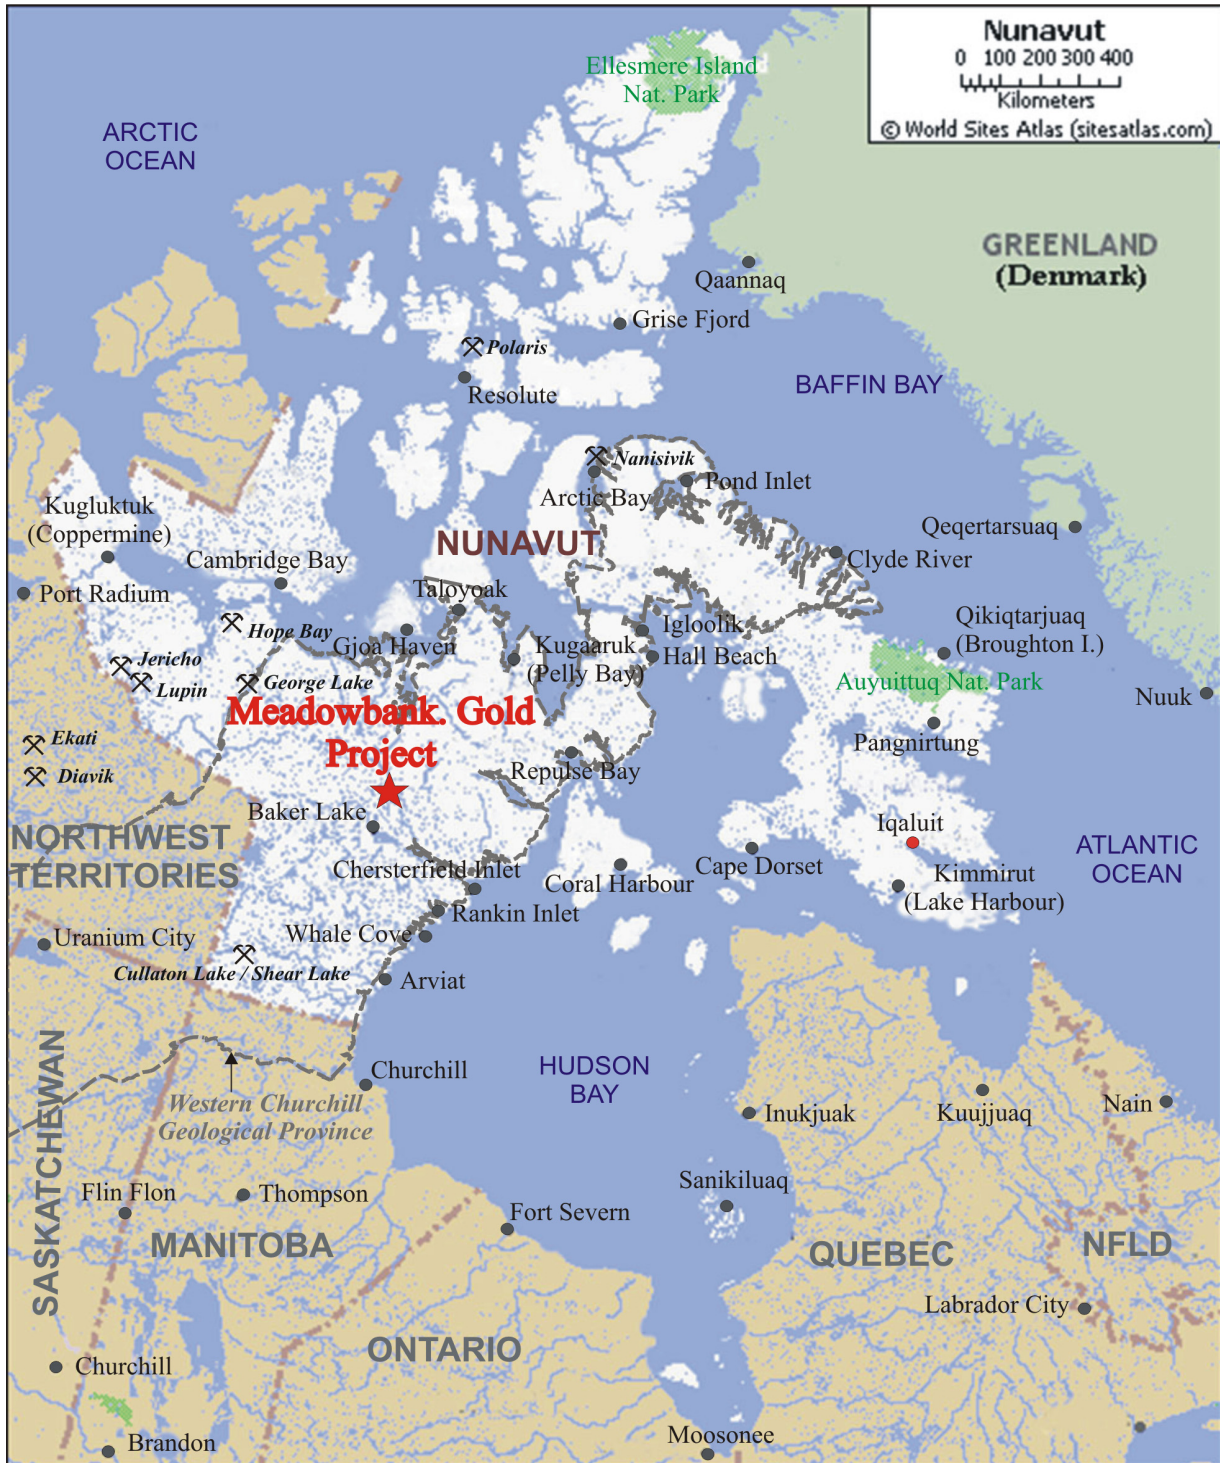 Nunavut
0 100 200 300 400
Kilometers
© World Sites Atlas (sitesatlas.com)
Ellesmere Island
Nat. Park
ARCTIC
OCEAN
GREENLAND
(Denmark)
Qaannaq
Grise Fjord
Polaris
Resolute
BAFFIN BAY
Nanisivik
Arctic Bay
Pond Inlet
Kugluktuk
(Coppermine)
Qeqertarsuaq
NUNAVUT
Cambridge Bay
Clyde River
Port Radium
Taloyoak
Hope Bay
Gjoa Haven
Igloolik
Qikiqtarjuaq
(Broughton I.)
Kugaaruk
(Pelly Bay)
Hall Beach
Jericho
Lupin
George Lake
Auyuittuq Nat. Park
Nuuk
Meadowbank. Gold
Project
Ekati
Diavik
Pangnirtung
Repulse Bay
Baker Lake
Iqaluit
NORTHWEST
TERRITORIES
ATLANTIC
OCEAN
Chersterfield Inlet
Coral Harbour
Cape Dorset
Kimmirut
(Lake Harbour)
Rankin Inlet
Whale Cove
Uranium City
Cullaton Lake / Shear Lake
Arviat
HUDSON
BAY
Churchill
SASKATCHEWAN
Western Churchill
Geological Province
Inukjuak
Kuujjuaq
Nain
Sanikiluaq
Flin Flon
Thompson
Fort Severn
MANITOBA
QUEBEC
NFLD
Labrador City
ONTARIO
Churchill
Brandon
Moosonee